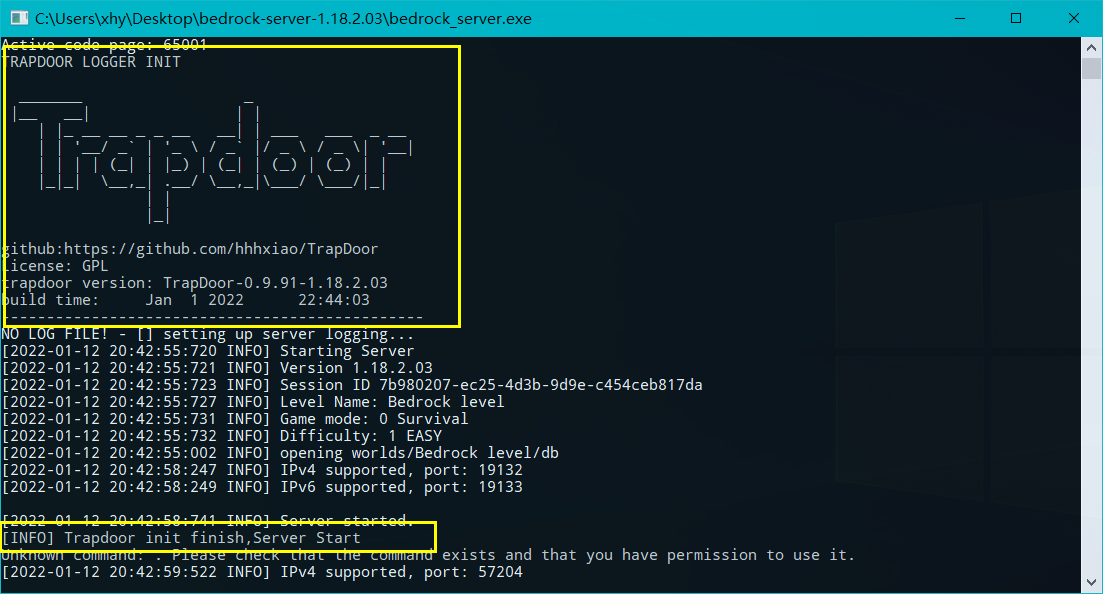 C:\Users\xhy\Desktop\bedrock-server-1.18.2.03\bedrock_server.exe
Active code page: 65001
TRAPDOOR LOGGER INIT
Trapdoor
github:https://github.com/hhhxiao/TrapDoor
license: GPL
trapdoor version: TrapDoor-0.9.91-1.18.2.03
build time: Jan 1 2022 22:44:03
-----------------------------------------------
NO LOG FILE! - [] setting up server logging...
[2022-01-12 20:42:55:720 INFO] Starting Server
[2022-01-12 20:42:55:721 INFO] Version 1.18.2.03
[2022-01-12 20:42:55:723 INFO] Session ID 7b980207-ec25-4d3b-9d9e-c454ceb817da
[2022-01-12 20:42:55:727 INFO] Level Name: Bedrock level
[2022-01-12 20:42:55:731 INFO] Game mode: 0 Survival
[2022-01-12 20:42:55:732 INFO] Difficulty: 1 EASY
[2022-01-12 20:42:55:002 INFO] opening worlds/Bedrock level/db
[2022-01-12 20:42:58:247 INFO] IPv4 supported, port: 19132
[2022-01-12 20:42:58:249 INFO] IPv6 supported, port: 19133
[2022-01-12 20:42:58:741 INFO] Server started.
[INFO] Trapdoor init finish,Server Start
Unknown command: . Please check that the command exists and that you have permission to use it.
[2022-01-12 20:42:59:522 INFO] IPv4 supported, port: 57204